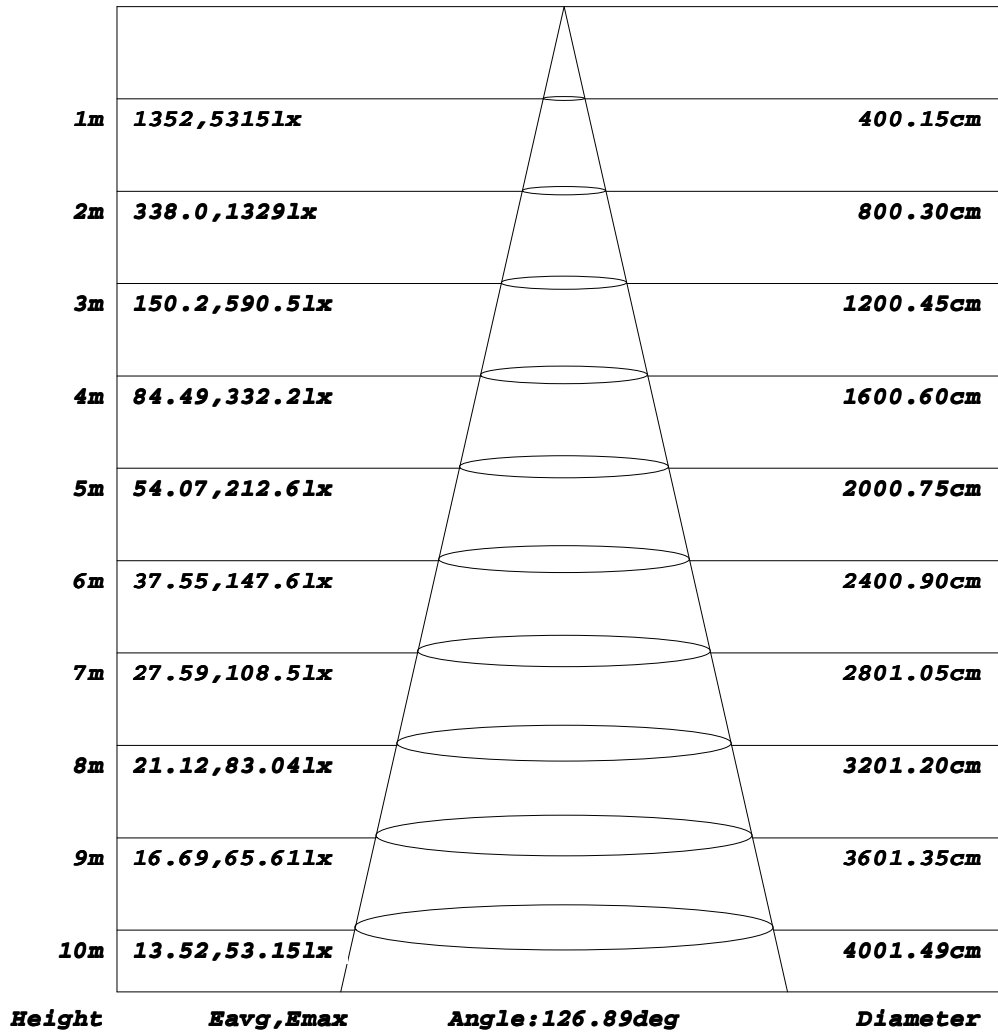 1m 1352,5315lx 400.15cm
2m 338.0,1329lx 800.30cm
3m 150.2,590.5lx 1200.45cm
4m 84.49,332.2lx 1600.60cm
5m 54.07,212.6lx 2000.75cm
6m 37.55,147.6lx 2400.90cm
7m 27.59,108.5lx 2801.05cm
8m 21.12,83.04lx 3201.20cm
9m 16.69,65.61lx 3601.35cm
10m 13.52,53.15lx 4001.49cm
Height Eavg,Emax Angle:126.89deg Diameter